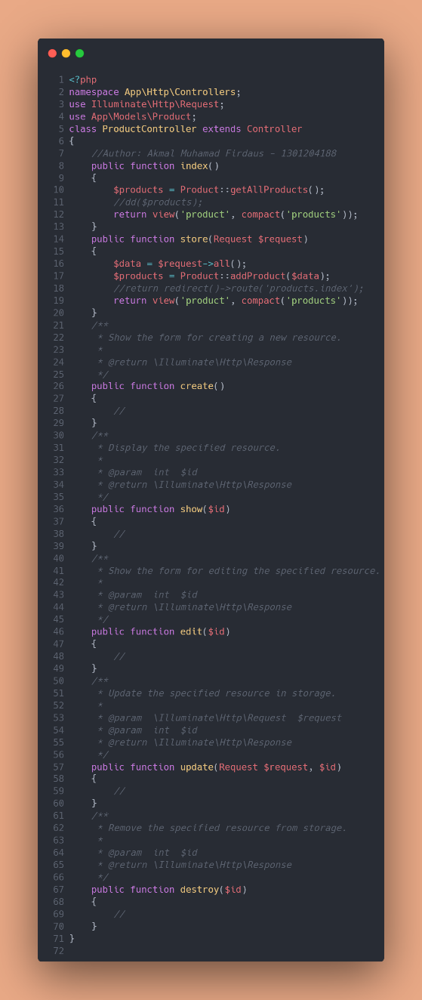 1 <?php
2 namespace App\Http\Controllers;
3 use Illuminate\Http\Request;
4 use App\Models\Product;
5 class ProductController extends Controller
6 {
7     //Author: Akmal Muhamad Firdaus - 1301204188
8     public function index()
9     {
10         $products = Product::getAllProducts();
11         //dd($products);
12         return view('product', compact('products'));
13     }
14     public function store(Request $request)
15     {
16         $data = $request->all();
17         $products = Product::addProduct($data);
18         //return redirect()->route('products.index');
19         return view('product', compact('products'));
20     }
21     /**
22      * Show the form for creating a new resource.
23      *
24      * @return \Illuminate\Http\Response
25      */
26     public function create()
27     {
28         //
29     }
30     /**
31      * Display the specified resource.
32      *
33      * @param  int  $id
34      * @return \Illuminate\Http\Response
35      */
36     public function show($id)
37     {
38         //
39     }
40     /**
41      * Show the form for editing the specified resource.
42      *
43      * @param  int  $id
44      * @return \Illuminate\Http\Response
45      */
46     public function edit($id)
47     {
48         //
49     }
50     /**
51      * Update the specified resource in storage.
52      *
53      * @param  \Illuminate\Http\Request  $request
54      * @param  int  $id
55      * @return \Illuminate\Http\Response
56      */
57     public function update(Request $request, $id)
58     {
59         //
60     }
61     /**
62      * Remove the specified resource from storage.
63      *
64      * @param  int  $id
65      * @return \Illuminate\Http\Response
66      */
67     public function destroy($id)
68     {
69         //
70     }
71 }
72